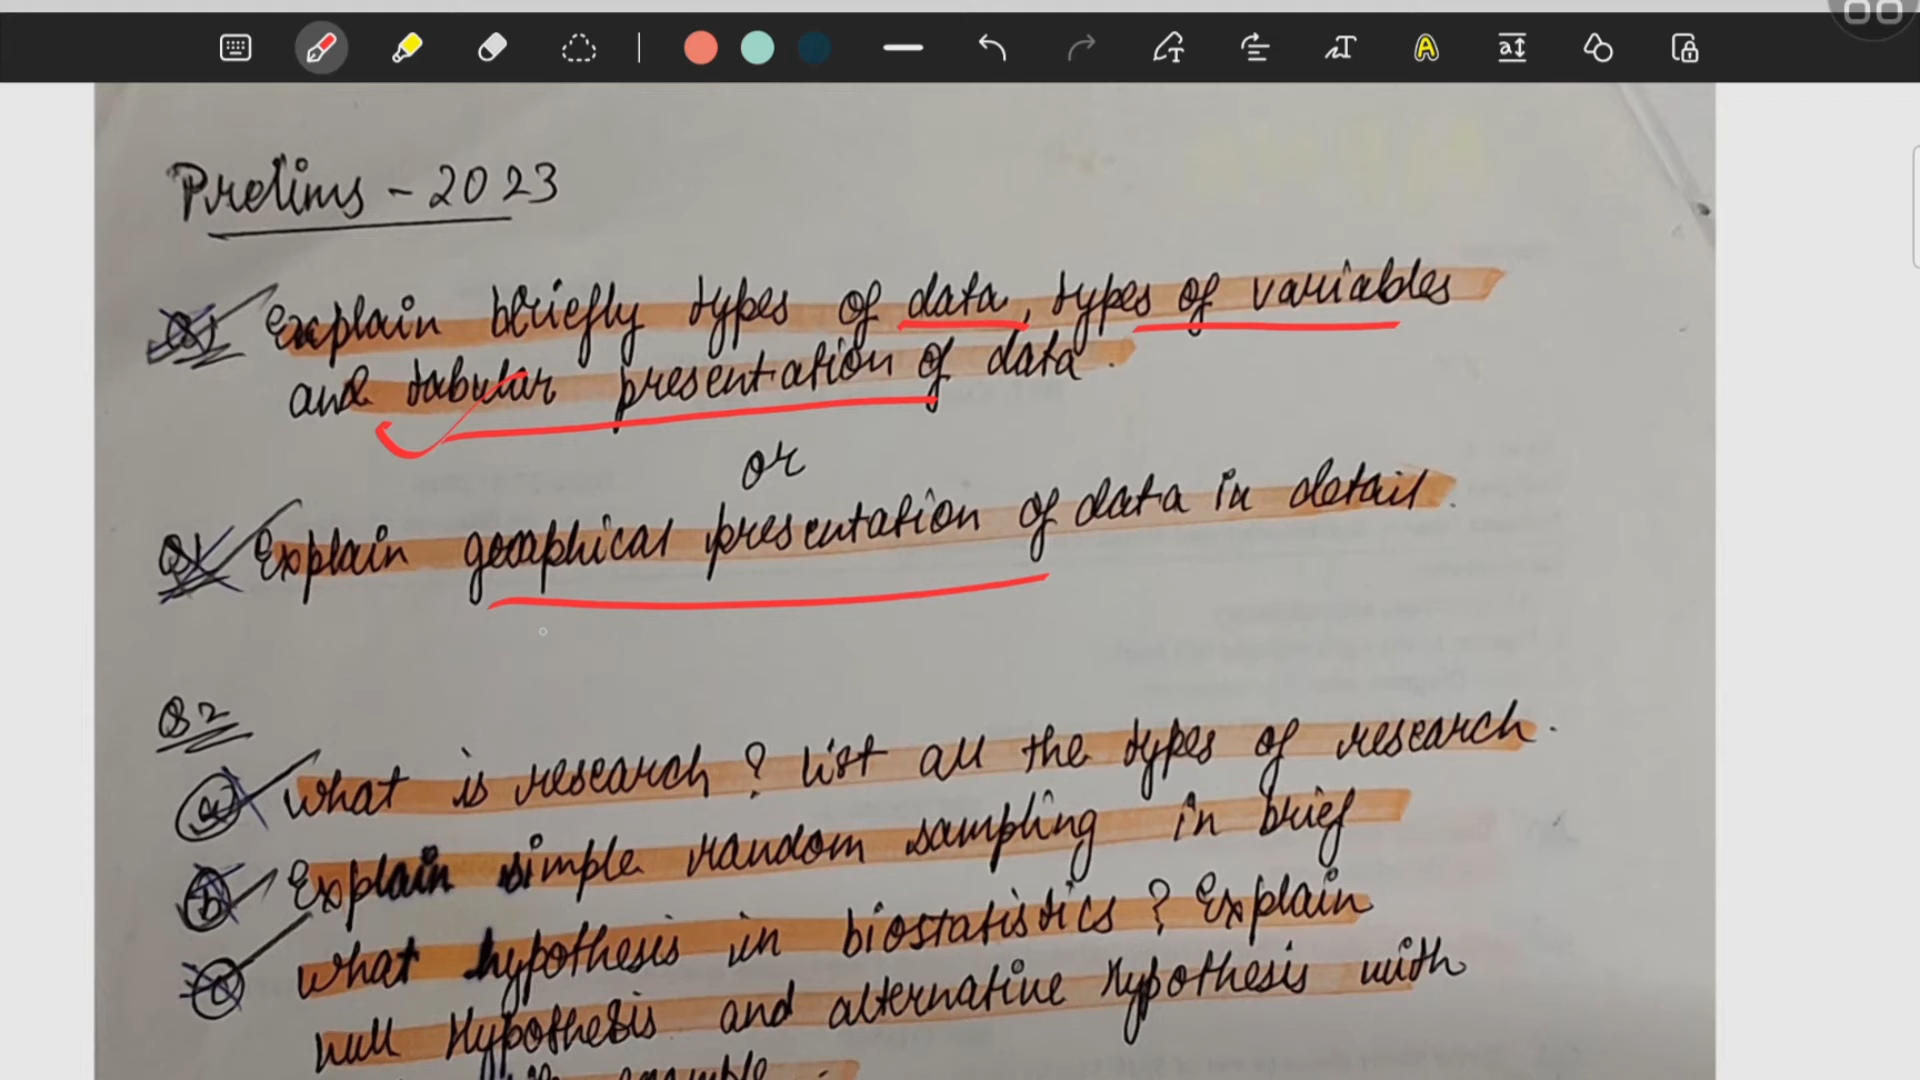 Prelims - 2023
Q1 Explain briefly types of data, types of variables
and tabular presentation of data.
or
Q1 Explain geraphical presentation of data in detail.
Q2
a What is research? List all the types of research.
b Explain simple random sampling in brief
c What hypothesis in biostatistics? Explain
null Hypothesis and alternative Hypothesis with
example.